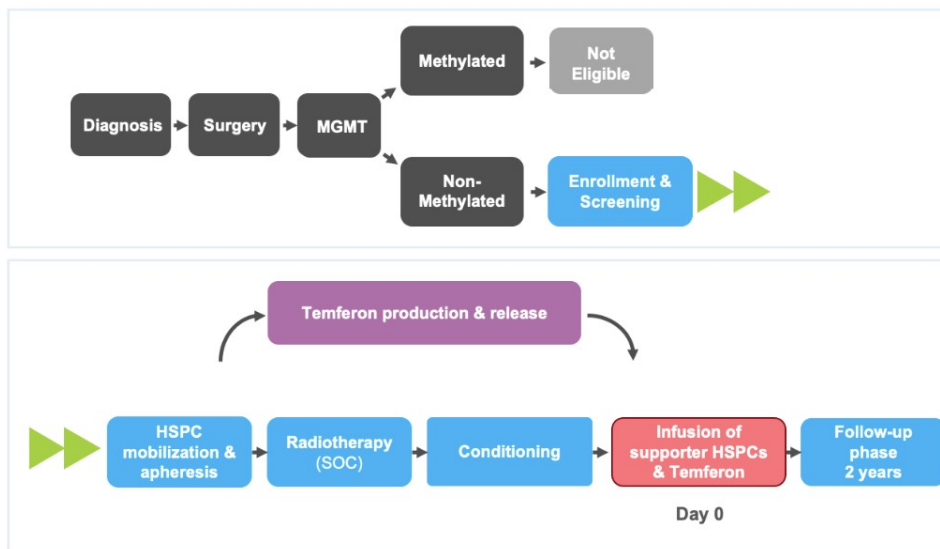 Methylated
Not
Eligible
Diagnosis
Surgery
MGMT
Non-
Methylated
Enrollment &
Screening
Temferon production & release
HSPC
mobilization &
apheresis
Radiotherapy
(SOC)
Conditioning
Infusion of
supporter HSPCs
& Temferon
Follow-up
phase
2 years
Day 0